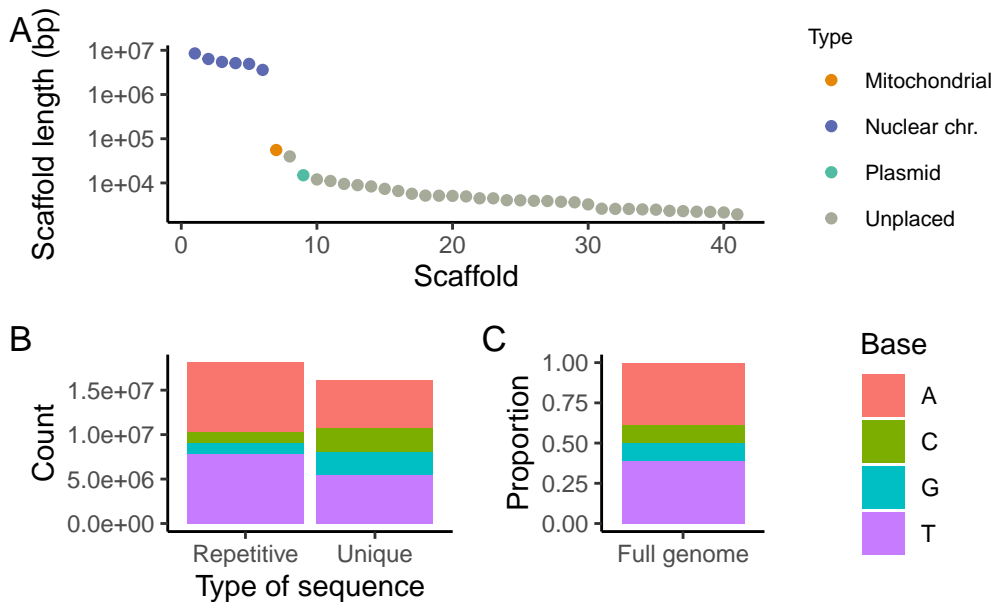 A
Scaffold length (bp)
1e+07
1e+06
1e+05
1e+04
0
10
20
30
40
Scaffold
Type
Mitochondrial
Nuclear chr.
Plasmid
Unplaced
B
Count
1.5e+07
1.0e+07
5.0e+06
0.0e+00
Repetitive
Unique
Type of sequence
C
Proportion
1.00
0.75
0.50
0.25
0.00
Full genome
Base
A
C
G
T